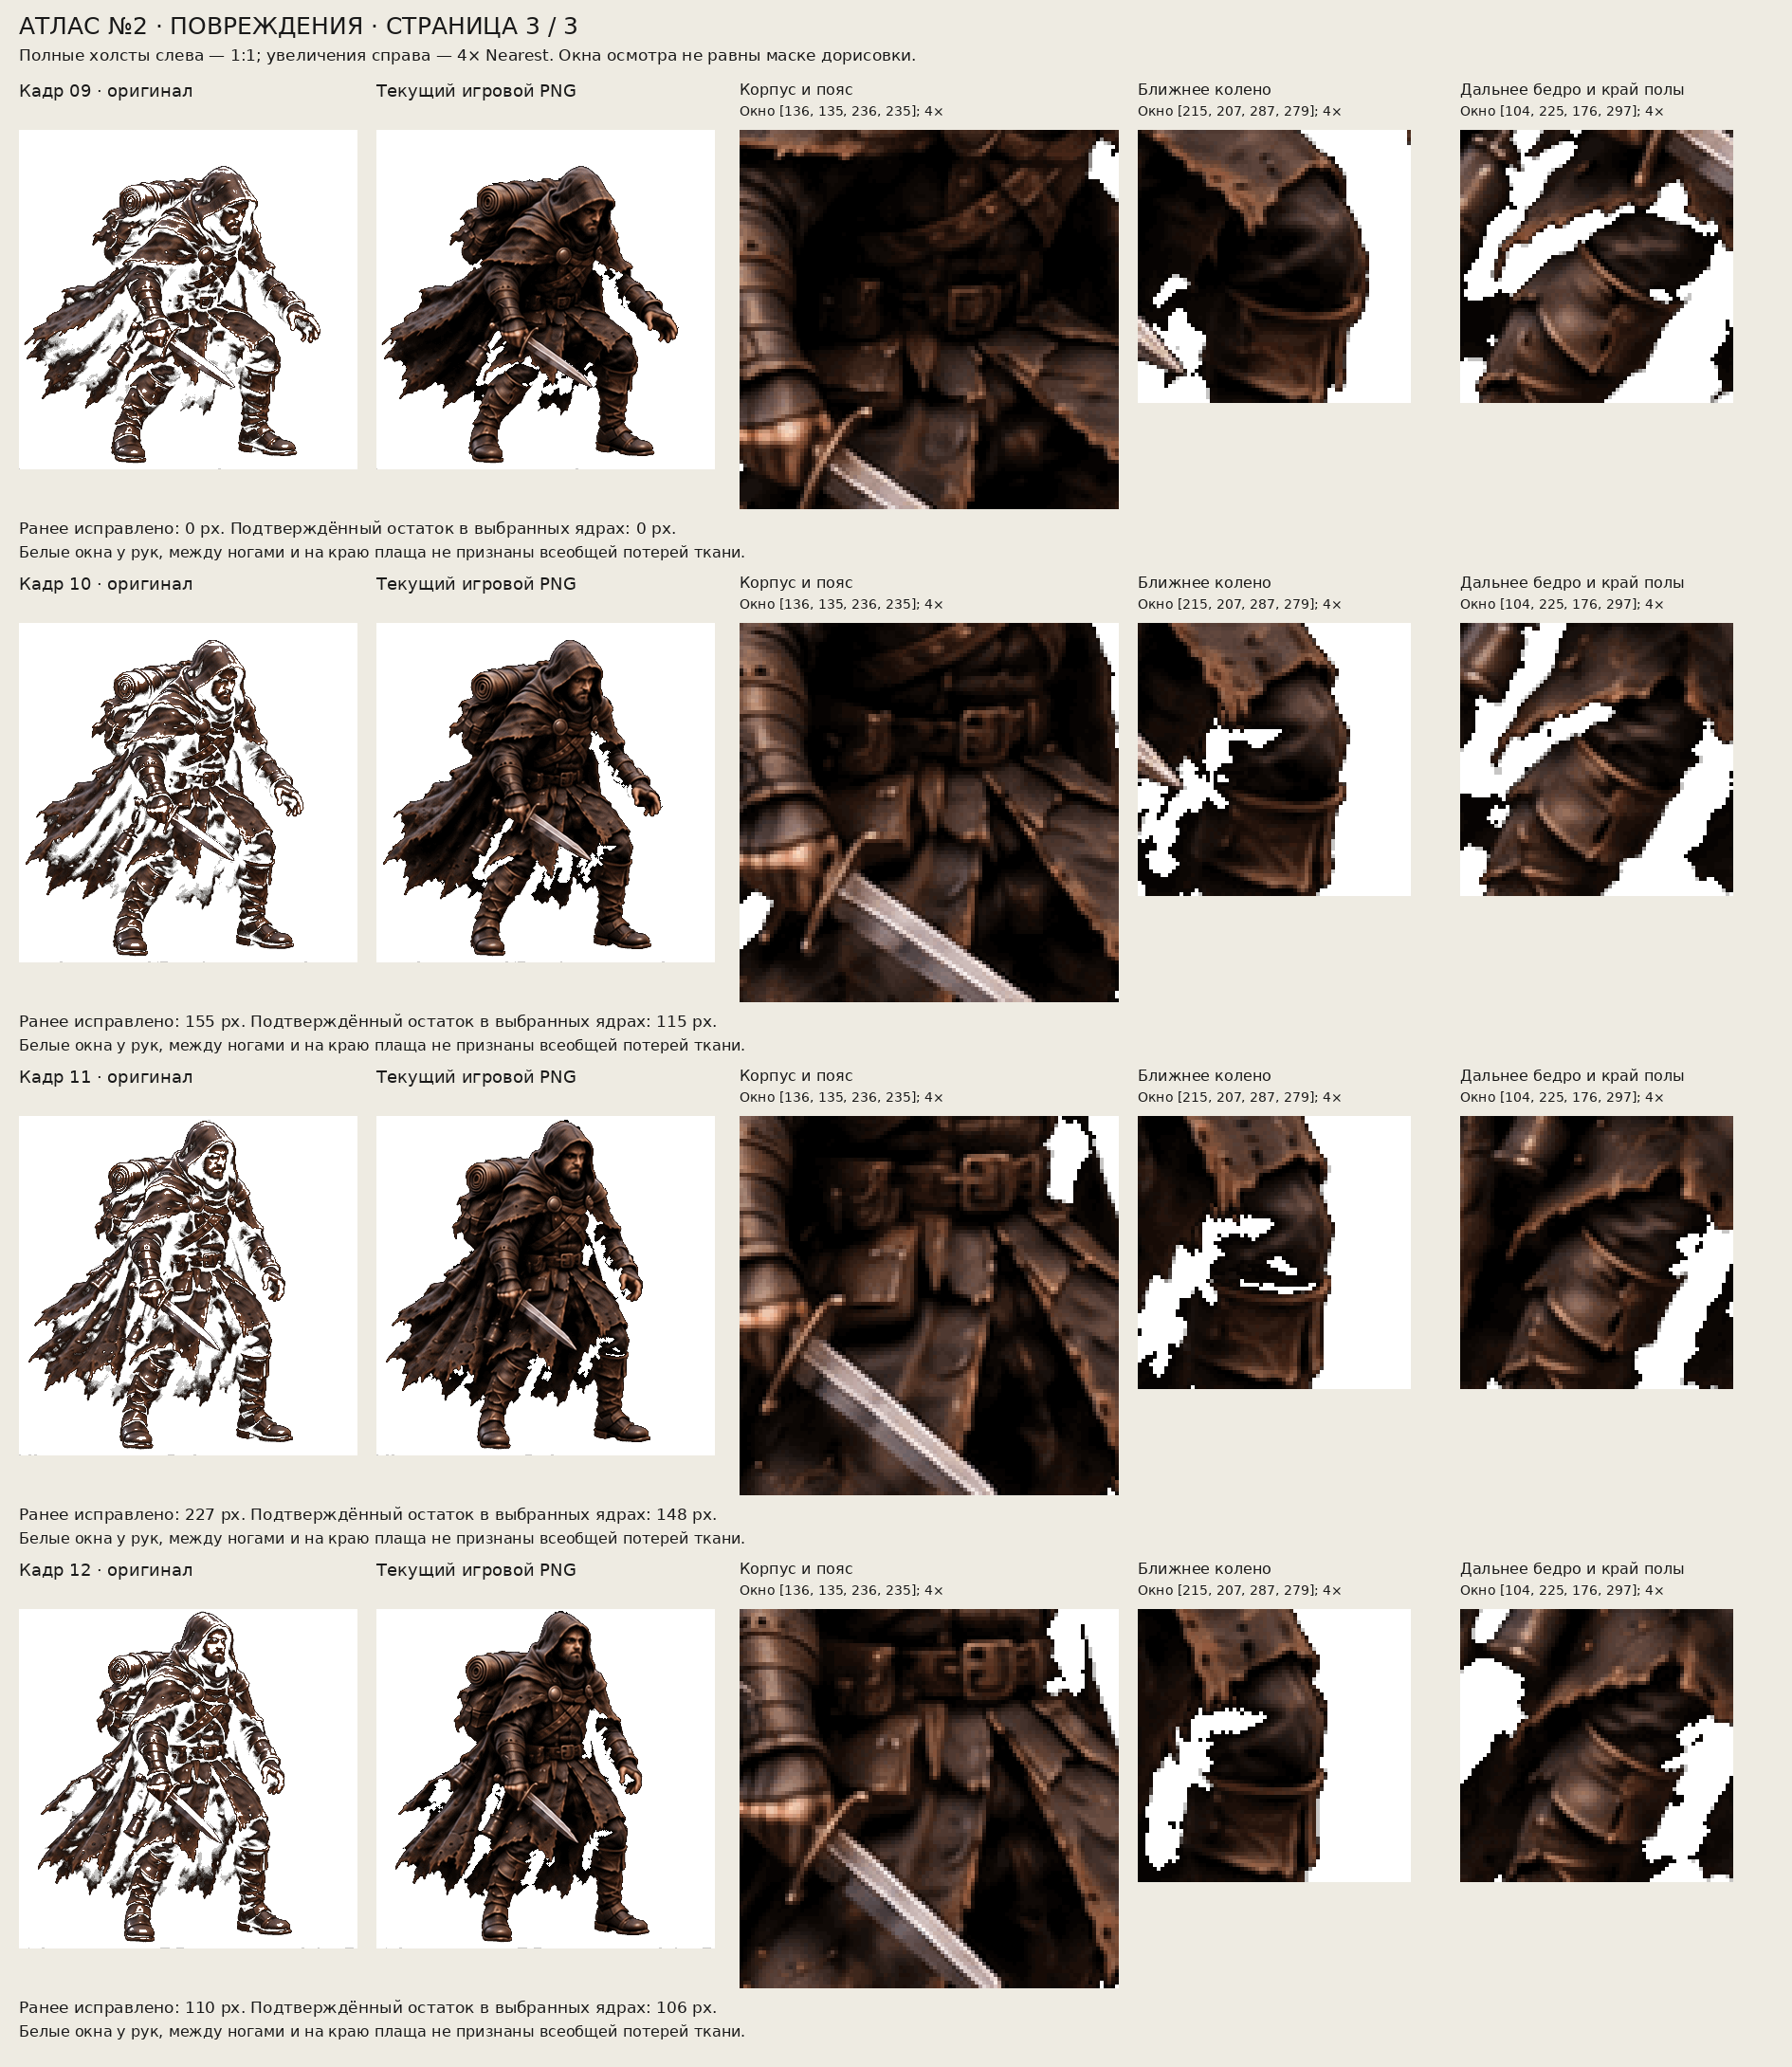 АТЛАС №2 · ПОВРЕЖДЕНИЯ · СТРАНИЦА 3 / 3
Полные холсты слева — 1:1; увеличения справа — 4× Nearest. Окна осмотра не равны маске дорисовки.
Кадр 09 · оригинал
Текущий игровой PNG
Корпус и пояс
Окно [136, 135, 236, 235]; 4×
Ближнее колено
Окно [215, 207, 287, 279]; 4×
Дальнее бедро и край полы
Окно [104, 225, 176, 297]; 4×
Ранее исправлено: 0 px. Подтверждённый остаток в выбранных ядрах: 0 px.
Белые окна у рук, между ногами и на краю плаща не признаны всеобщей потерей ткани.
Кадр 10 · оригинал
Текущий игровой PNG
Корпус и пояс
Окно [136, 135, 236, 235]; 4×
Ближнее колено
Окно [215, 207, 287, 279]; 4×
Дальнее бедро и край полы
Окно [104, 225, 176, 297]; 4×
Ранее исправлено: 155 px. Подтверждённый остаток в выбранных ядрах: 115 px.
Белые окна у рук, между ногами и на краю плаща не признаны всеобщей потерей ткани.
Кадр 11 · оригинал
Текущий игровой PNG
Корпус и пояс
Окно [136, 135, 236, 235]; 4×
Ближнее колено
Окно [215, 207, 287, 279]; 4×
Дальнее бедро и край полы
Окно [104, 225, 176, 297]; 4×
Ранее исправлено: 227 px. Подтверждённый остаток в выбранных ядрах: 148 px.
Белые окна у рук, между ногами и на краю плаща не признаны всеобщей потерей ткани.
Кадр 12 · оригинал
Текущий игровой PNG
Корпус и пояс
Окно [136, 135, 236, 235]; 4×
Ближнее колено
Окно [215, 207, 287, 279]; 4×
Дальнее бедро и край полы
Окно [104, 225, 176, 297]; 4×
Ранее исправлено: 110 px. Подтверждённый остаток в выбранных ядрах: 106 px.
Белые окна у рук, между ногами и на краю плаща не признаны всеобщей потерей ткани.